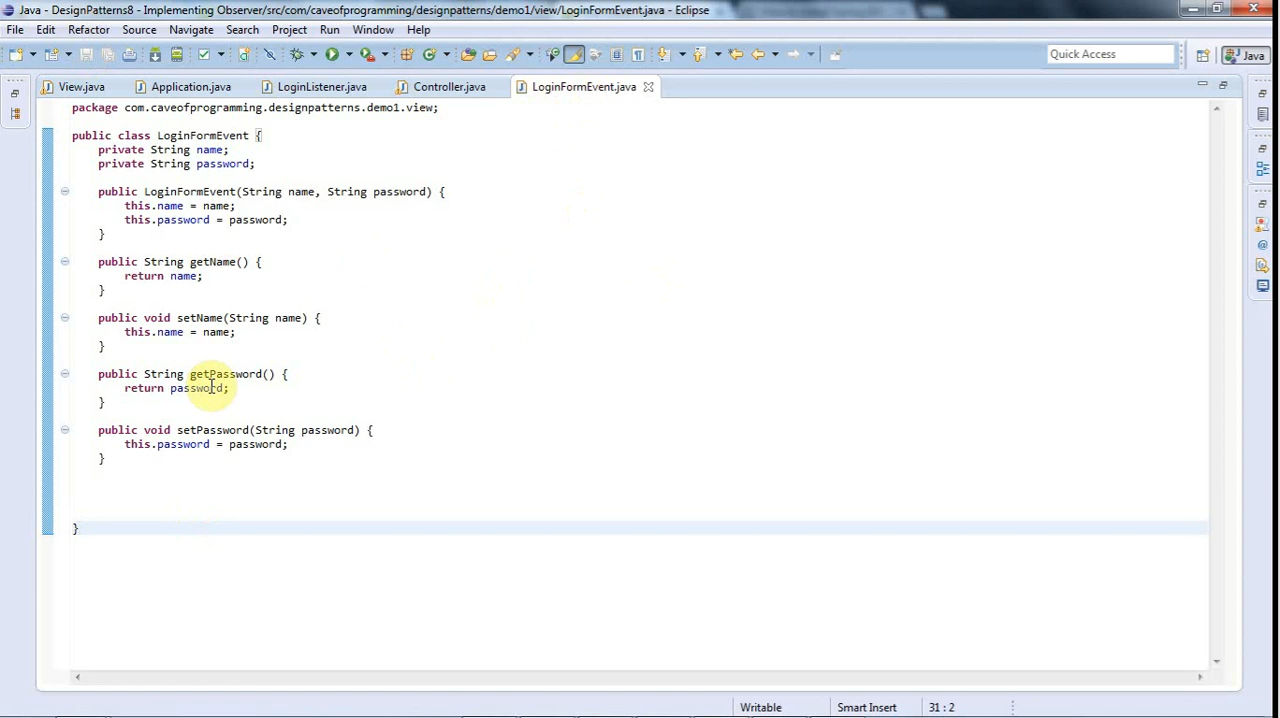 Java - DesignPatterns8 - Implementing Observer/src/com/caveofprogramming/designpatterns/demo1/view/LoginFormEvent.java - Eclipse
File Edit Refactor Source Navigate Search Project Run Window Help
Quick Access Java
View.java Application.java LoginListener.java Controller.java LoginFormEvent.java
package com.caveofprogramming.designpatterns.demo1.view;
public class LoginFormEvent {
private String name;
private String password;
public LoginFormEvent(String name, String password) {
this.name = name;
this.password = password;
}
public String getName() {
return name;
}
public void setName(String name) {
this.name = name;
}
public String getPassword() {
return password;
}
public void setPassword(String password) {
this.password = password;
}
}
Writable Smart Insert 31 : 2